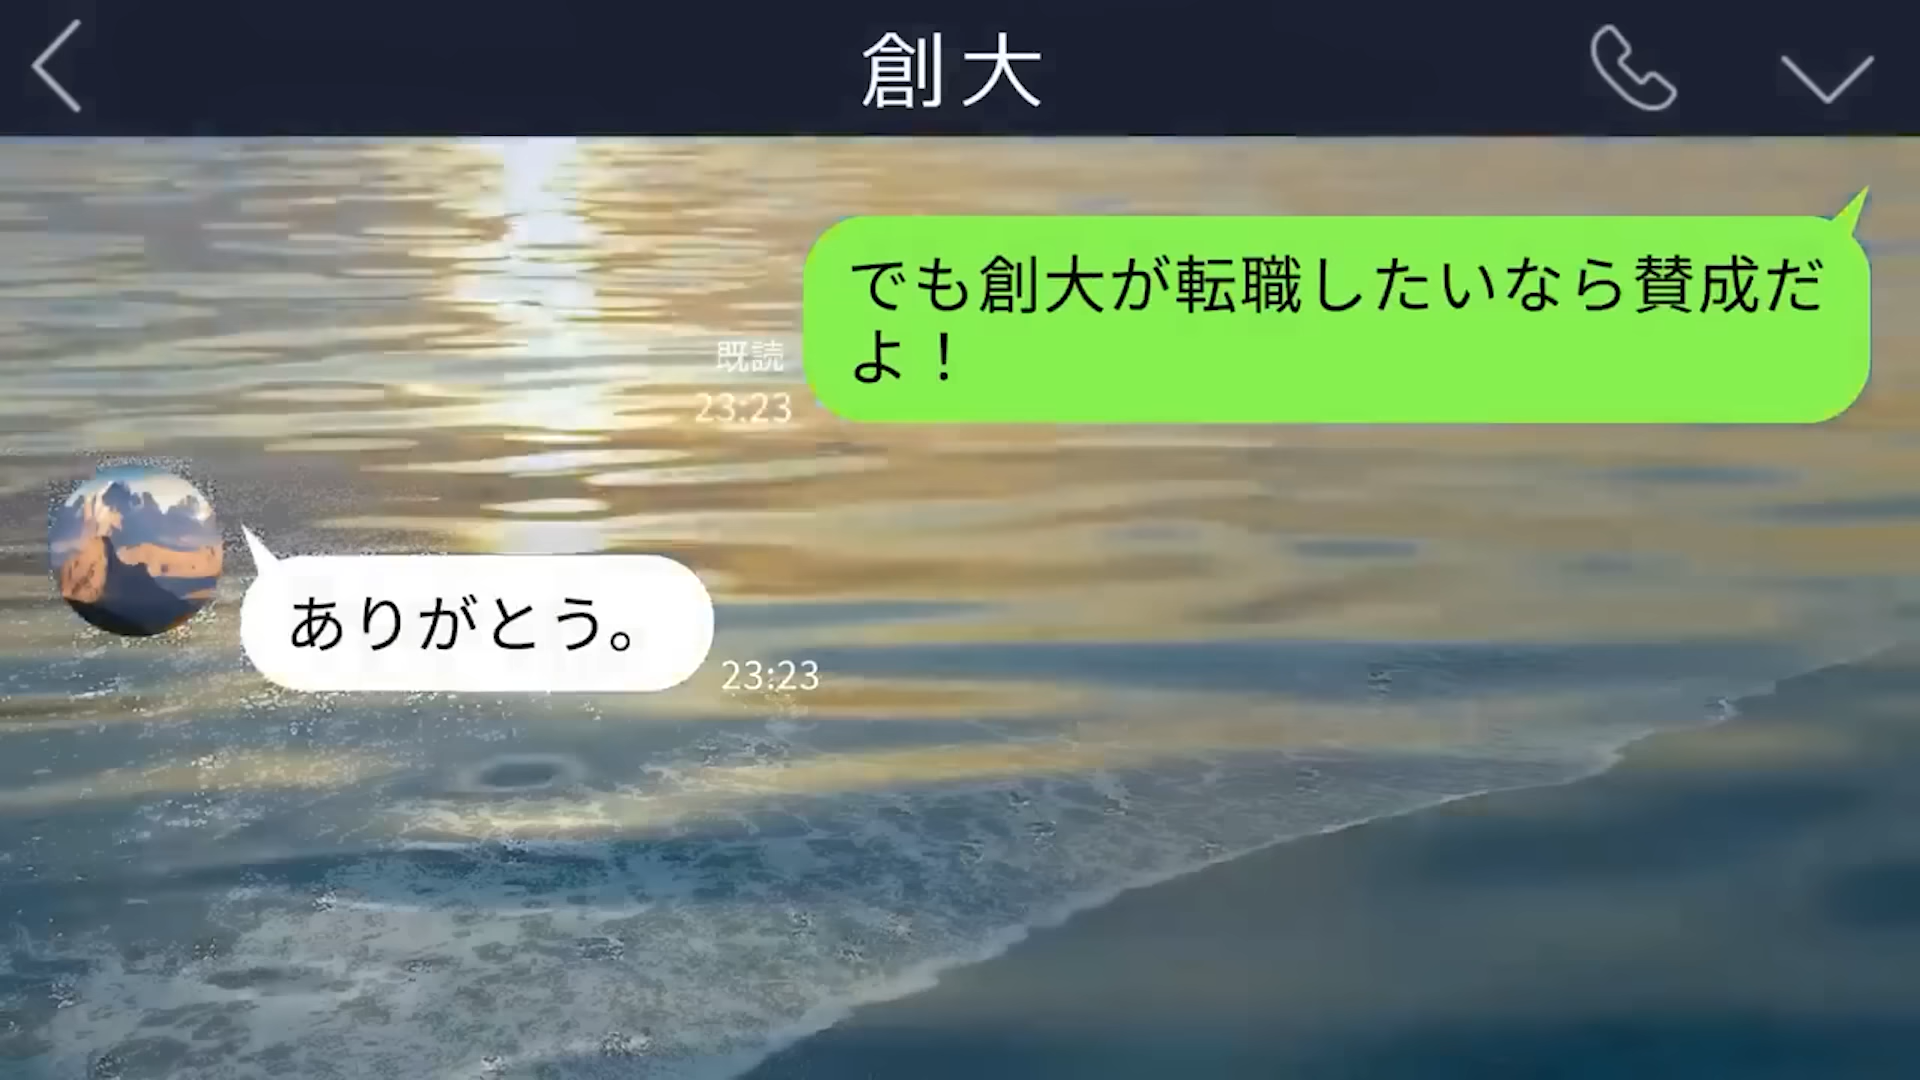 創大
でも創大が転職したいなら賛成だ
よ！
既読
23:23
ありがとう。
23:23